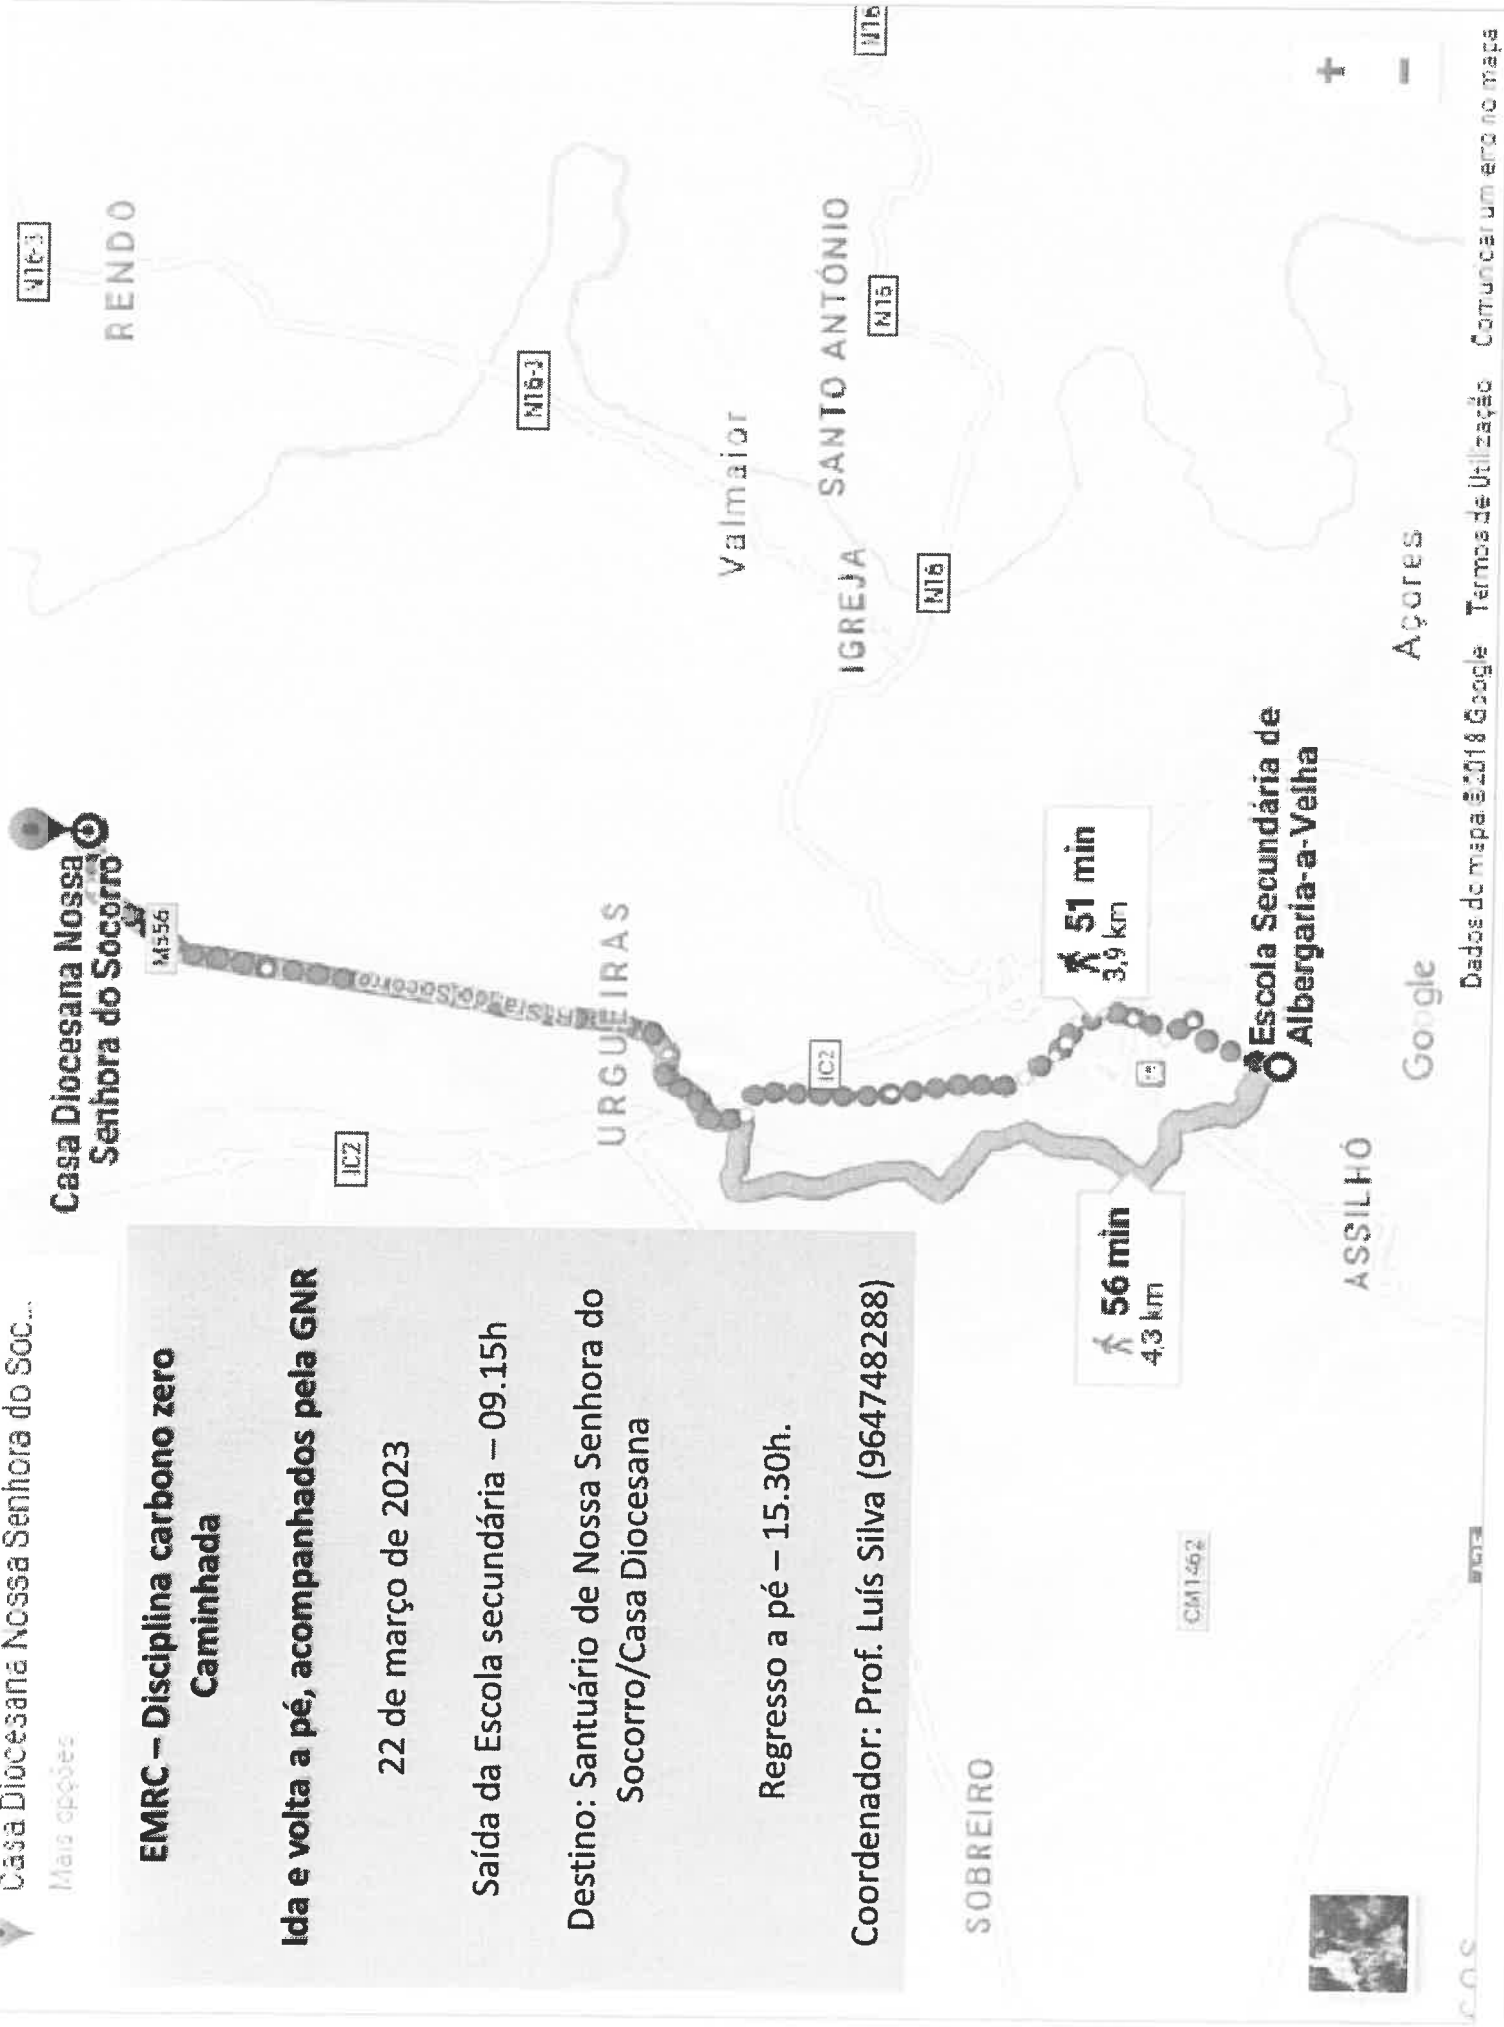 Casa Diocesana Nossa Senhora do Soc...
Mais opções
EMRC – Disciplina carbono zero
Caminhada
Ida e volta a pé, acompanhados pela GNR
22 de março de 2023
Saída da Escola secundária – 09.15h
Destino: Santuário de Nossa Senhora do
Socorro/Casa Diocesana
Regresso a pé – 15.30h.
Coordenador: Prof. Luís Silva (964748288)
Casa Diocesana Nossa
Senhora do Socorro
M556
N16-3
RENDO
IC2
N16-3
URGUEIRAS
Valmaior
IGREJA
SANTO ANTÓNIO
N16
N16
N16
IC2
51 min
3,9 km
56 min
4,3 km
Escola Secundária de
Albergaria-a-Velha
ASSILHÓ
Açores
SOBREIRO
CM1462
Google
Dados do mapa ©2018 Google Termos de Utilização Comunicar um erro no mapa